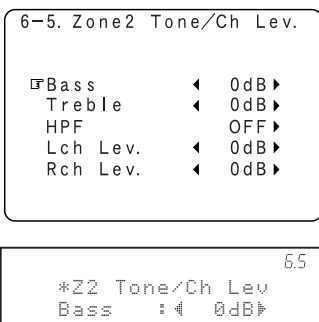 6-5. Zone2 Tone/Ch Lev.
☞Bass ◀ 0dB▶
Treble ◀ 0dB▶
HPF OFF▶
Lch Lev. ◀ 0dB▶
Rch Lev. ◀ 0dB▶
6.5
*Z2 Tone/Ch Lev
Bass :◀ 0dB▶